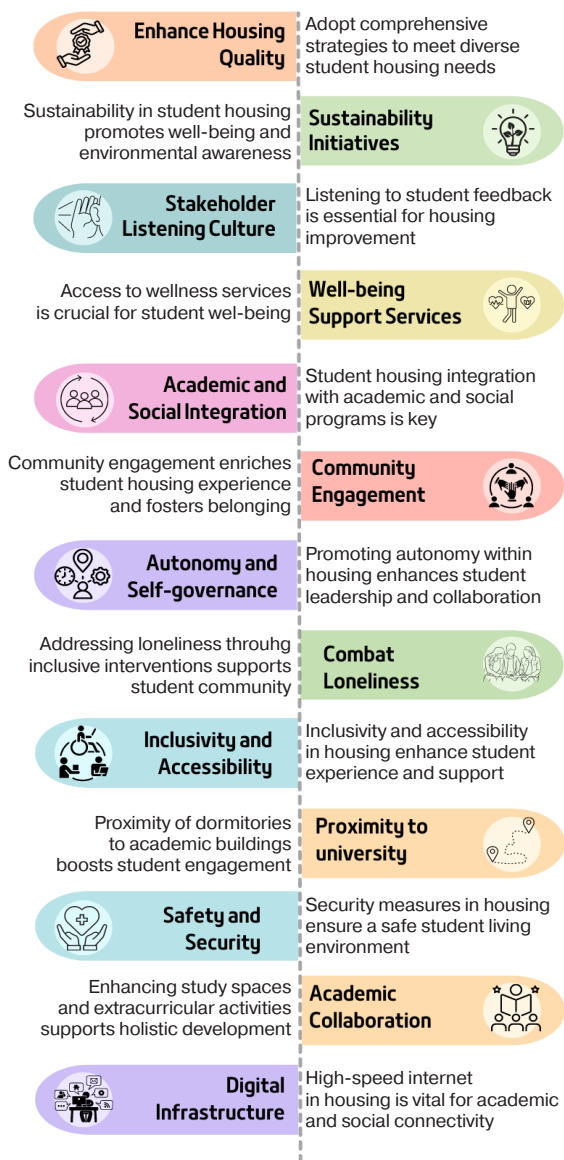 Enhance Housing
Quality
Adopt comprehensive
strategies to meet diverse
student housing needs
Sustainability in student housing
promotes well-being and
environmental awareness
Sustainability
Initiatives
Stakeholder
Listening Culture
Listening to student feedback
is essential for housing
improvement
Access to wellness services
is crucial for student wel-being
Well-being
Support Services
Academic and
Social Integration
Student housing integration
with academic and social
programs is key
Community engagement enriches
student housing experience
and fosters belonging
Community
Engagement
Autonomy and
Self-governance
Promoting autonomy within
housing enhances student
leadership and collaboration
Addressing loneliness throuhg
inclusive interventions supports
student community
Combat
Loneliness
Inclusivity and
Accessibility
Inclusivity and accessibility
in housing enhance student
experience and support
Proximity of dormitories
to academic buildings
boosts student engagement
Proximity to
university
Safety and
Security
Security measures in housing
ensure a safe student living
environment
Enhancing study spaces
and extracurricular activities
supports holistic development
Academic
Collaboration
Digital
Infrastructure
High-speed internet
in housing is vital for academic
and social connectivity